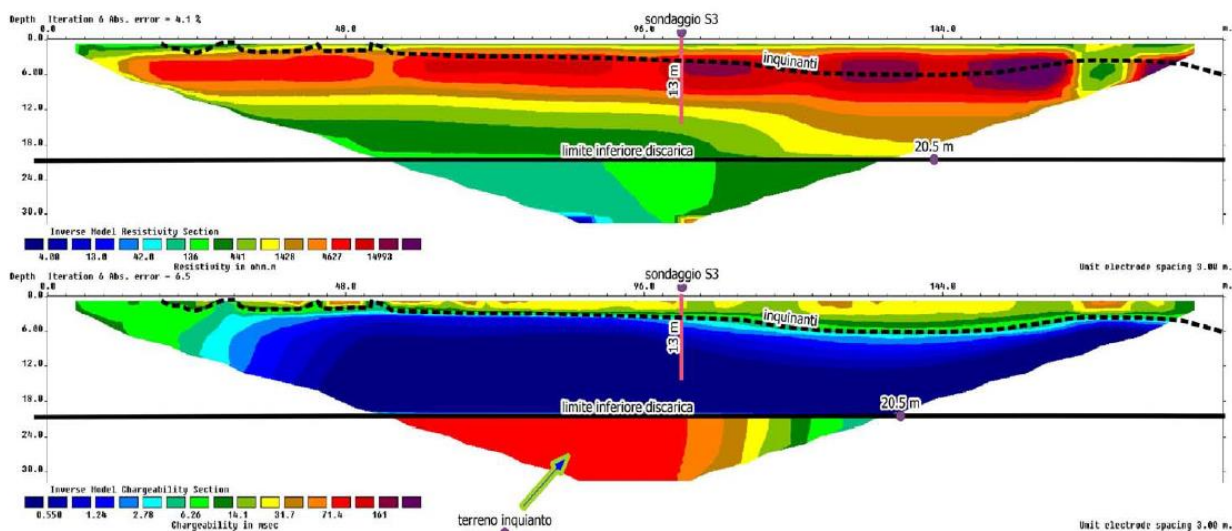 Depth Iteration 6 Abs. error = 4.1 %
sondaggio S3
0.0 48.0 96.0 144.0 m.
0.0
6.00
12.0
18.0
24.0
30.0
inquinanti
13 m
limite inferiore discarica
20.5 m
Inverse Model Resistivity Section
4.00 13.0 42.0 136 441 1428 4627 14993
Resistivity in ohm.m
Unit electrode spacing 3.00 m.
Depth Iteration 6 Abs. error = 6.5
sondaggio S3
0.0 48.0 96.0 144.0 m.
0.0
6.00
12.0
18.0
24.0
30.0
inquinanti
13 m
limite inferiore discarica
20.5 m
Inverse Model Chargeability Section
0.550 1.24 2.78 6.26 14.1 31.7 71.4 161
Chargeability in msec
terreno inquianto
Unit electrode spacing 3.00 m.